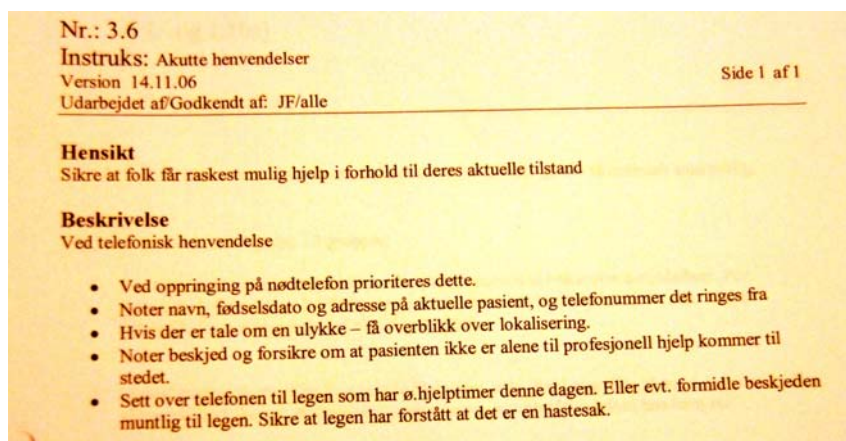 Nr.: 3.6
Instruks: Akutte henvendelser
Version 14.11.06
Side 1 af 1
Udarbejdet af/Godkendt af: JF/alle
Hensikt
Sikre at folk får raskest mulig hjelp i forhold til deres aktuelle tilstand
Beskrivelse
Ved telefonisk henvendelse
• Ved oppringing på nødtelefon prioriteres dette.
• Noter navn, fødselsdato og adresse på aktuelle pasient, og telefonummer det ringes fra
• Hvis der er tale om en ulykke – få overblikk over lokalisering.
• Noter beskjed og forsikre om at pasienten ikke er alene til profesjonell hjelp kommer til
stedet.
• Sett over telefonen til legen som har ø.hjelptimer denne dagen. Eller evt. formidle beskjeden
muntlig til legen. Sikre at legen har forstått at det er en hastesak.